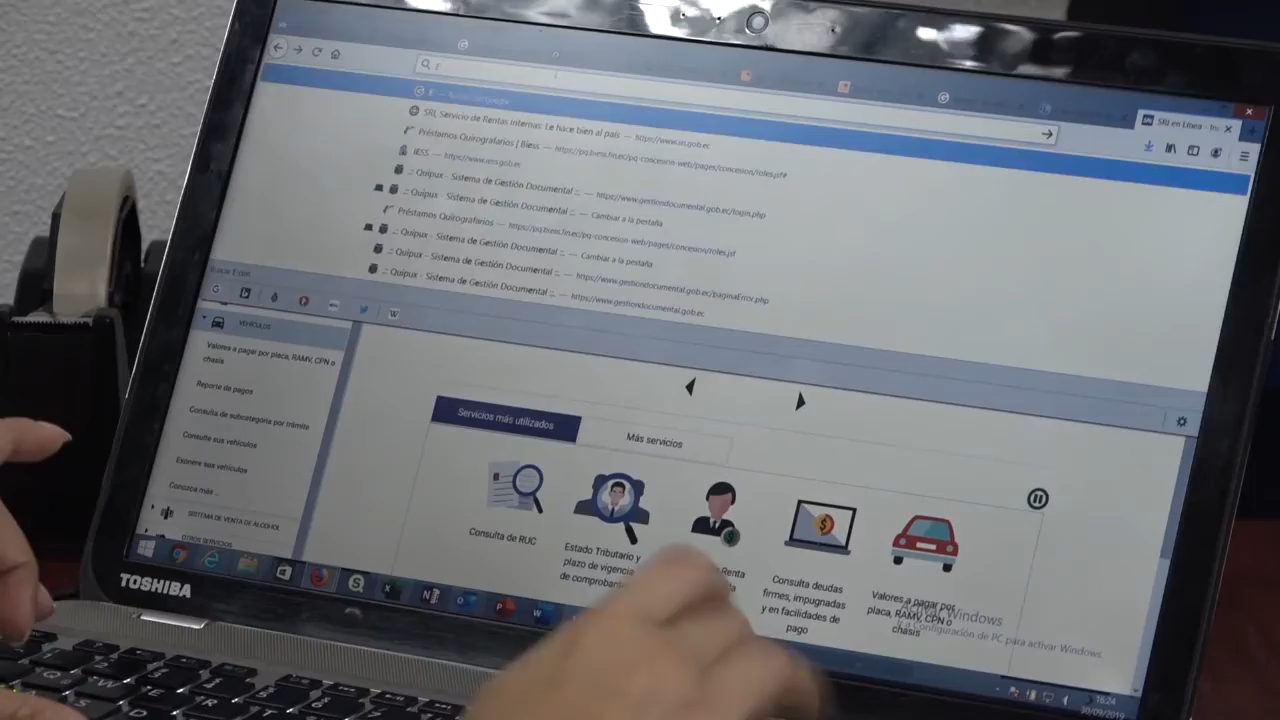 SRI en Línea - In
SRI, Servicio de Rentas Internas: Le hace bien al país — https://www.sri.gob.ec
Préstamos Quirografarios | Biess — https://pq.biess.fin.ec/pq-concesion-web/pages/concesion/roles.jsf#
IESS — https://www.iess.gob.ec
.:: Quipux - Sistema de Gestión Documental ::. — https://www.gestiondocumental.gob.ec/login.php
.:: Quipux - Sistema de Gestión Documental ::. — Cambiar a la pestaña
Préstamos Quirografarios — https://pq.biess.fin.ec/pq-concesion-web/pages/concesion/roles.jsf
.:: Quipux - Sistema de Gestión Documental ::. — Cambiar a la pestaña
.:: Quipux - Sistema de Gestión Documental ::. — https://www.gestiondocumental.gob.ec/paginaError.php
.:: Quipux - Sistema de Gestión Documental ::. — https://www.gestiondocumental.gob.ec
Buscar E con:
VEHÍCULOS
Valores a pagar por placa, RAMV, CPN o
chasis
Reporte de pagos
Consulta de subcategoría por trámite
Consulte sus vehículos
Exonere sus vehículos
Conozca más ...
SISTEMA DE VENTA DE ALCOHOL
OTROS SERVICIOS
Servicios más utilizados
Más servicios
Consulta de RUC
Estado Tributario y
plazo de vigencia
de comproban
Renta
Consulta deudas
firmes, impugnadas
y en facilidades de
pago
Valores a pagar por
placa, RAMV, CPN o
chasis
Activar Windows
Ir a Configuración de PC para activar Windows.
16:24
30/09/2019
TOSHIBA
Q
W
E
R
S
D